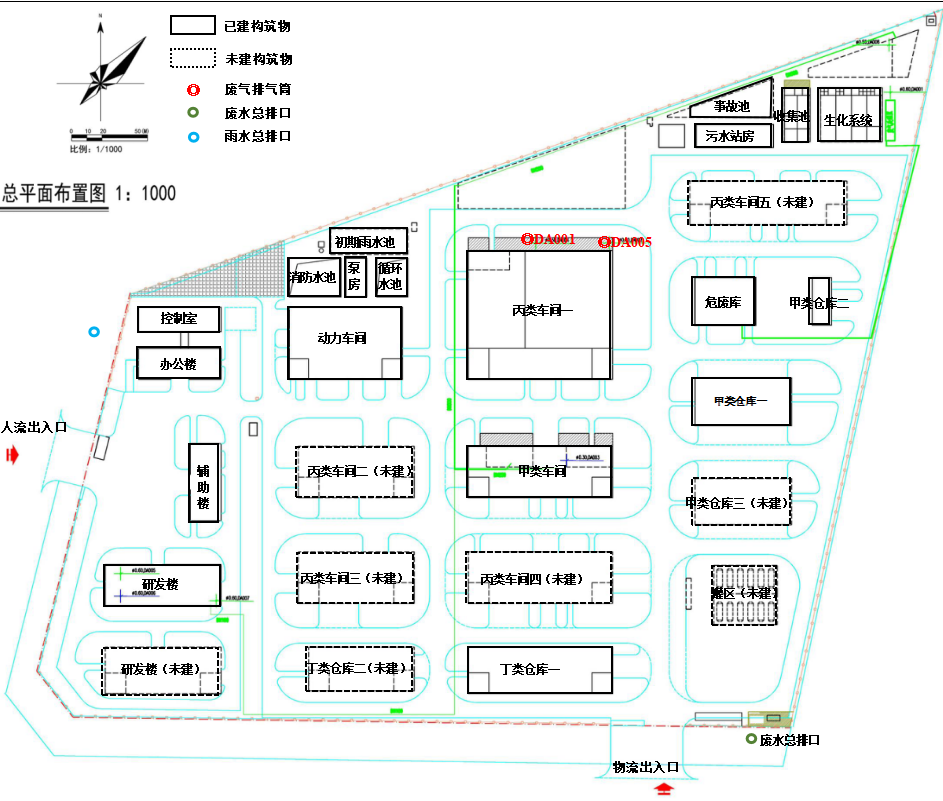 N
已建构筑物
未建构筑物
废气排气筒
废水总排口
雨水总排口
0 10 20 50(M)
比例: 1/1000
总平面布置图 1: 1000
事故池
收集池
生化系统
污水站房
丙类车间五（未建）
初期雨水池
DA001
DA005
消防水池
泵房
循环水池
危废库
甲类仓库二
控制室
动力车间
丙类车间一
办公楼
甲类仓库一
人流出入口
辅助楼
丙类车间二（未建）
甲类车间
甲类仓库三（未建）
研发楼
丙类车间三（未建）
丙类车间四（未建）
罐区（未建）
研发楼（未建）
丁类仓库二（未建）
丁类仓库一
废水总排口
物流出入口